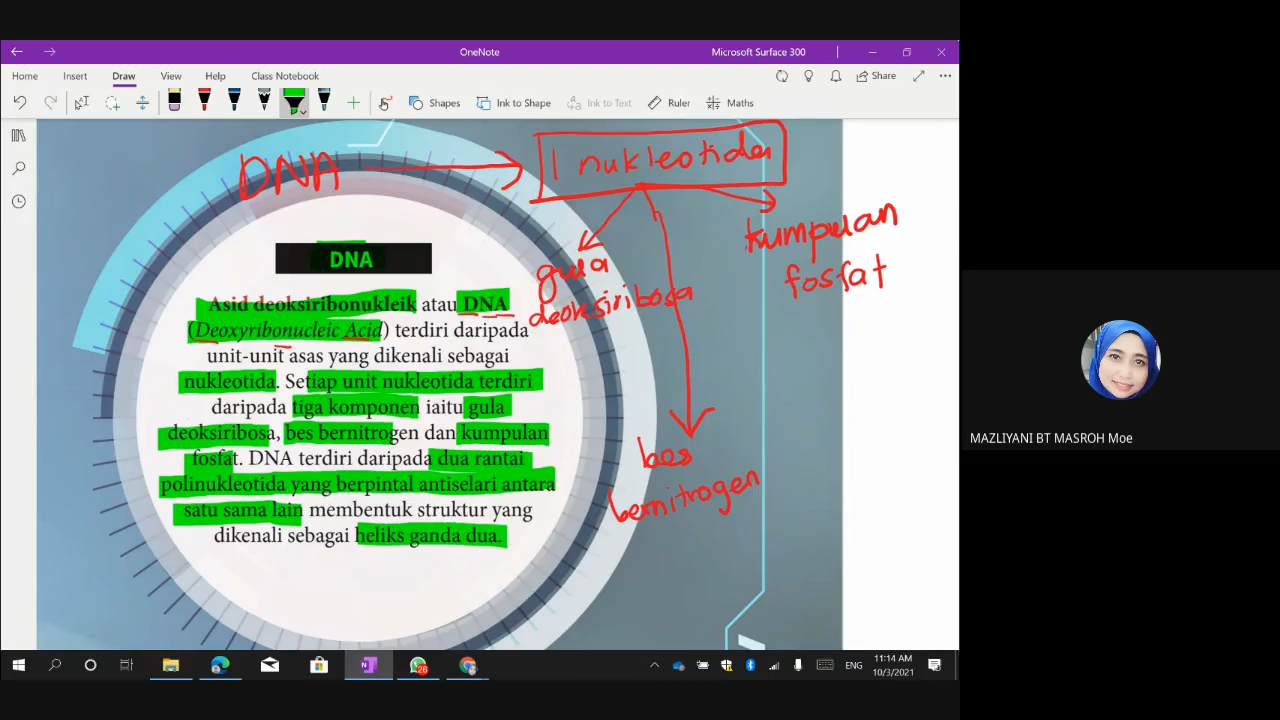 OneNote
Microsoft Surface 300
Home Insert Draw View Help Class Notebook
Share
Shapes Ink to Shape Ink to Text Ruler Maths
DNA
1 nukleotida
kumpulan
fosfat
gula
deoksiribosa
bes
bernitrogen
DNA
Asid deoksiribonukleik atau DNA
(Deoxyribonucleic Acid) terdiri daripada
unit-unit asas yang dikenali sebagai
nukleotida. Setiap unit nukleotida terdiri
daripada tiga komponen iaitu gula
deoksiribosa, bes bernitrogen dan kumpulan
fosfat. DNA terdiri daripada dua rantai
polinukleotida yang berpintal antiselari antara
satu sama lain membentuk struktur yang
dikenali sebagai heliks ganda dua.
MAZLIYANI BT MASROH Moe
26
ENG
11:14 AM
10/3/2021